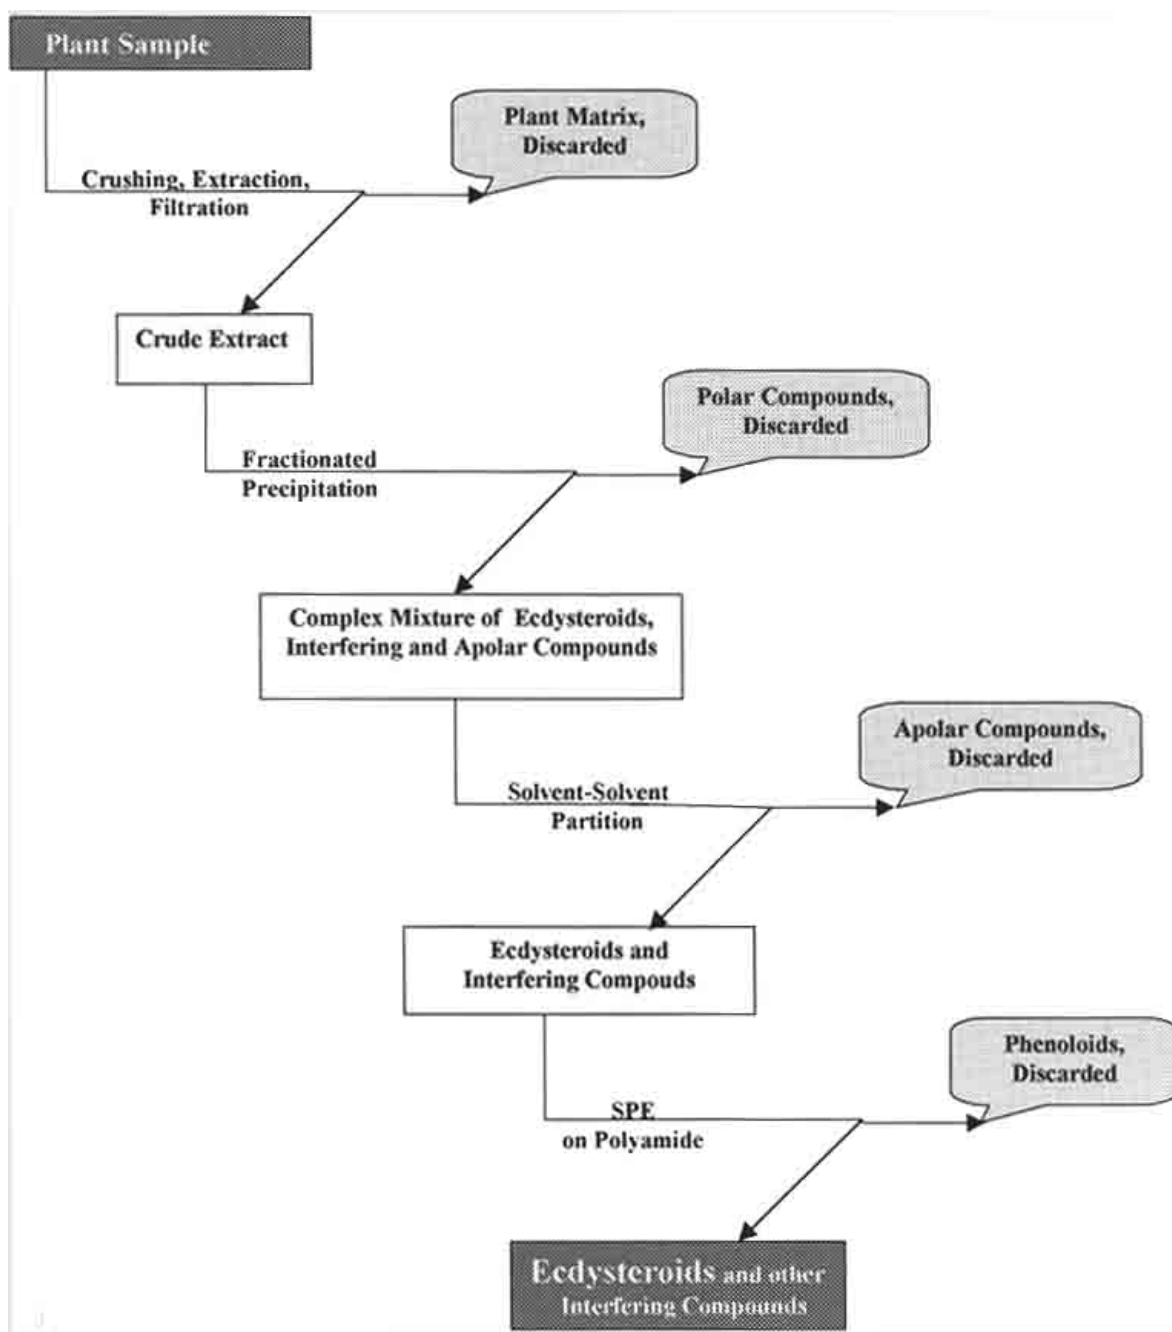 Plant Sample
Plant Matrix,
Discarded
Crushing, Extraction,
Filtration
Crude Extract
Polar Compounds,
Discarded
Fractionated
Precipitation
Complex Mixture of Ecdysteroids,
Interfering and Apolar Compounds
Apolar Compounds,
Discarded
Solvent-Solvent
Partition
Ecdysteroids and
Interfering Compouds
Phenoloids,
Discarded
SPE
on Polyamide
Ecdysteroids and other
Interfering Compounds